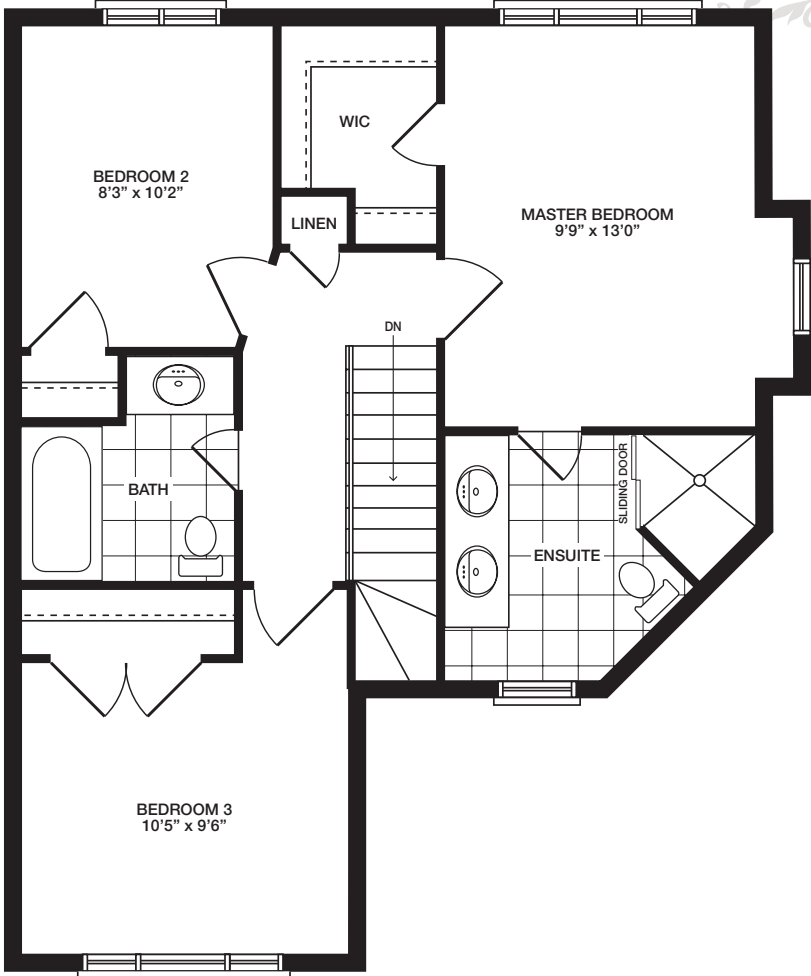 WIC
BEDROOM 2
8’3” x 10’2”
MASTER BEDROOM
9’9” x 13’0”
LINEN
DN
SLIDING DOOR
BATH
ENSUITE
BEDROOM 3
10’5” x 9’6”